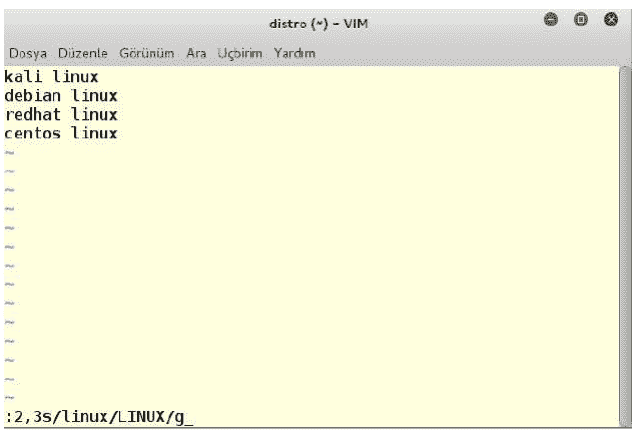 distro (~) - VIM
Dosya Düzenle Görünüm Ara Uçbirim Yardım
kali linux
debian linux
redhat linux
centos linux
~
~
~
~
~
~
~
~
~
~
~
~
~
~
:2,3s/linux/LINUX/g_